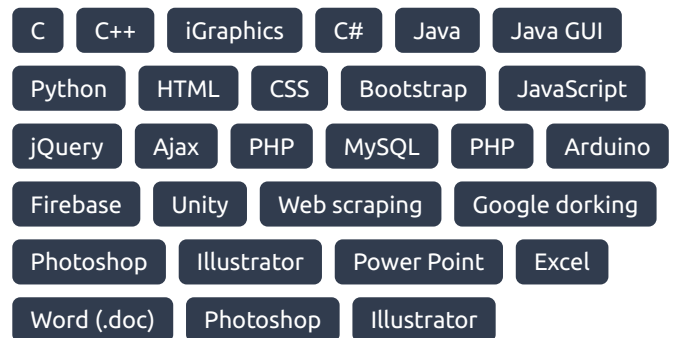 C C++ iGraphics C# Java Java GUI
Python HTML CSS Bootstrap JavaScript
jQuery Ajax PHP MySQL PHP Arduino
Firebase Unity Web scraping Google dorking
Photoshop Illustrator Power Point Excel
Word (.doc) Photoshop Illustrator